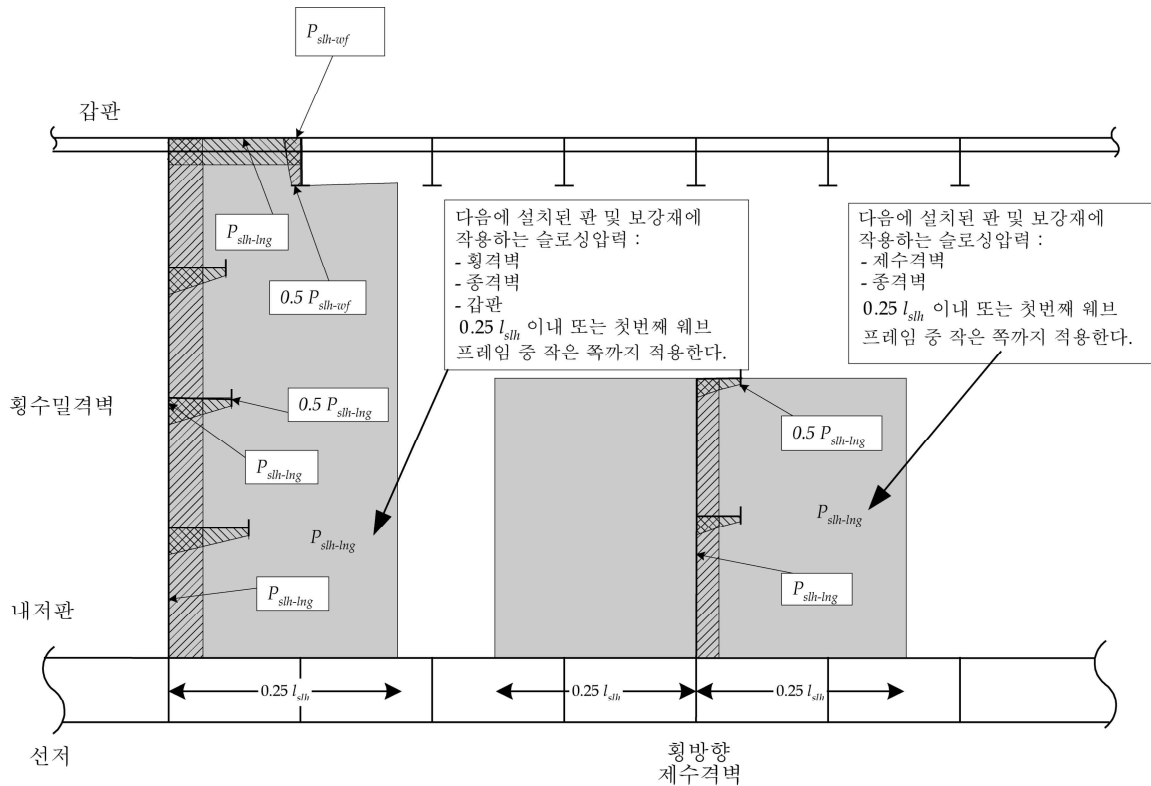 P_slh-wf
갑판
P_slh-lng
0.5 P_slh-wf
다음에 설치된 판 및 보강재에
작용하는 슬로싱압력 :
- 횡격벽
- 종격벽
- 갑판
0.25 l_slh 이내 또는 첫번째 웨브
프레임 중 작은 쪽까지 적용한다.
다음에 설치된 판 및 보강재에
작용하는 슬로싱압력 :
- 제수격벽
- 종격벽
0.25 l_slh 이내 또는 첫번째 웨브
프레임 중 작은 쪽까지 적용한다.
횡수밀격벽
0.5 P_slh-lng
P_slh-lng
P_slh-lng
P_slh-lng
0.5 P_slh-lng
P_slh-lng
P_slh-lng
내저판
0.25 l_slh
0.25 l_slh
0.25 l_slh
선저
횡방향
제수격벽